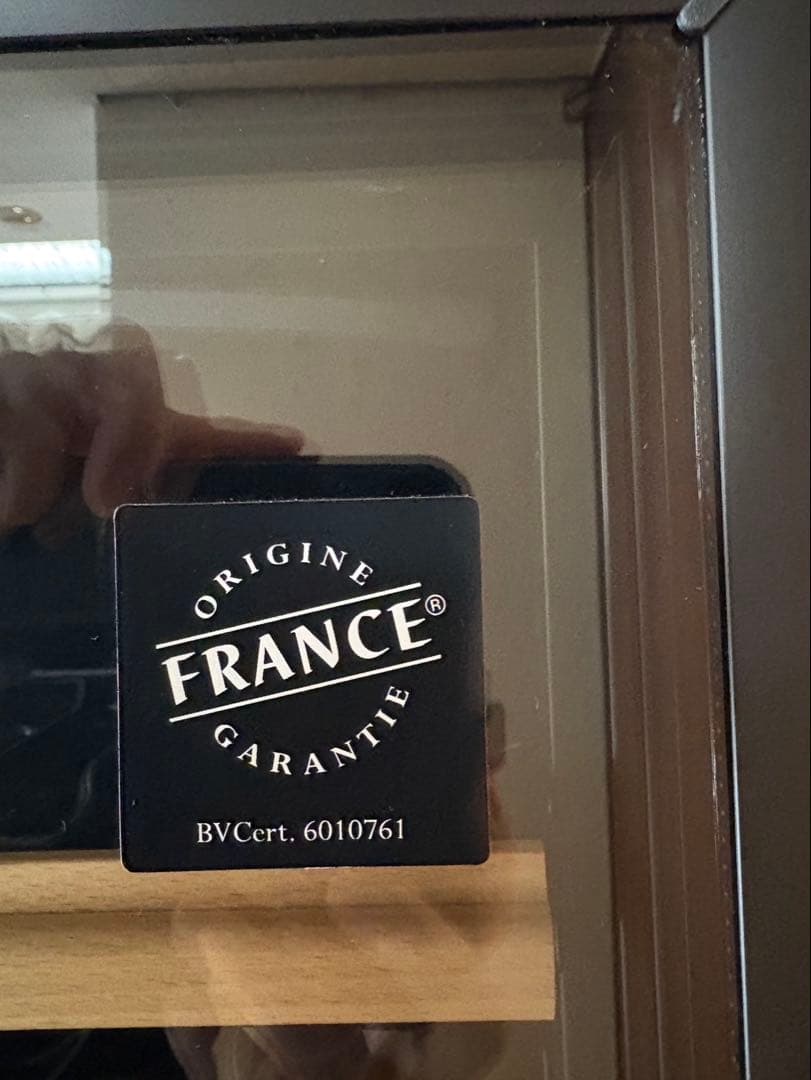 ORIGINE
FRANCE®
GARANTIE
BVCert. 6010761